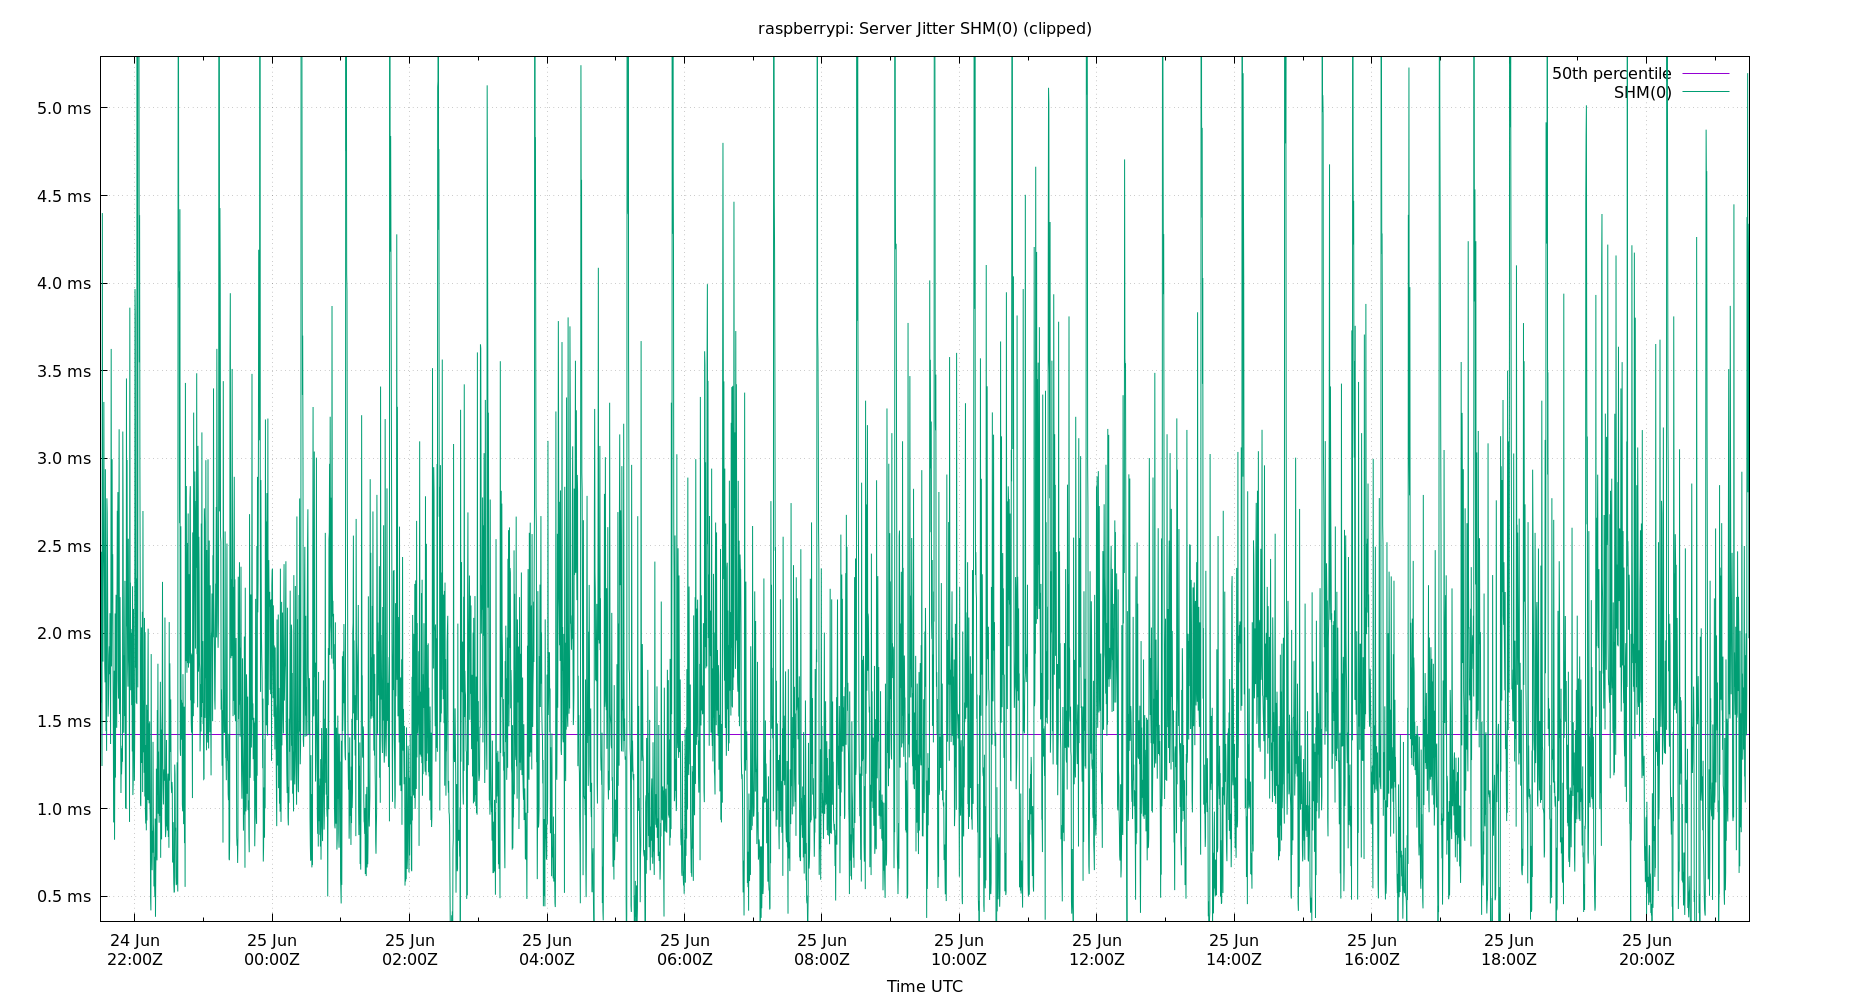 raspberrypi: Server Jitter SHM(0) (clipped)
50th percentile
SHM(0)
5.0 ms
4.5 ms
4.0 ms
3.5 ms
3.0 ms
2.5 ms
2.0 ms
1.5 ms
1.0 ms
0.5 ms
24 Jun 25 Jun 25 Jun 25 Jun 25 Jun 25 Jun 25 Jun 25 Jun 25 Jun 25 Jun 25 Jun 25 Jun
22:00Z 00:00Z 02:00Z 04:00Z 06:00Z 08:00Z 10:00Z 12:00Z 14:00Z 16:00Z 18:00Z 20:00Z
Time UTC